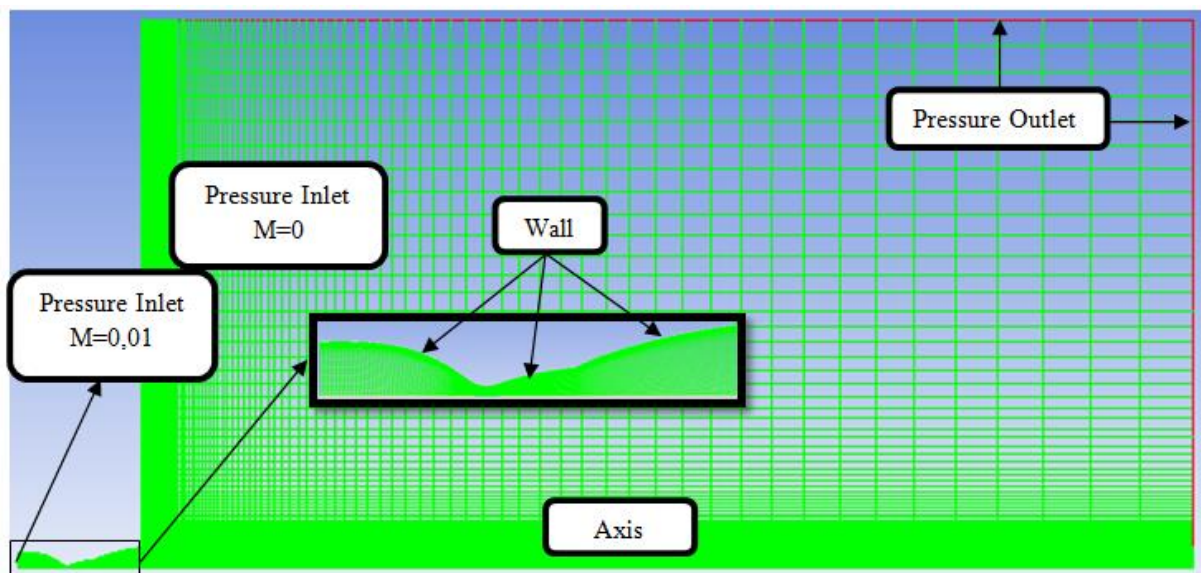 Pressure Outlet
Pressure Inlet
M=0
Wall
Pressure Inlet
M=0,01
Axis